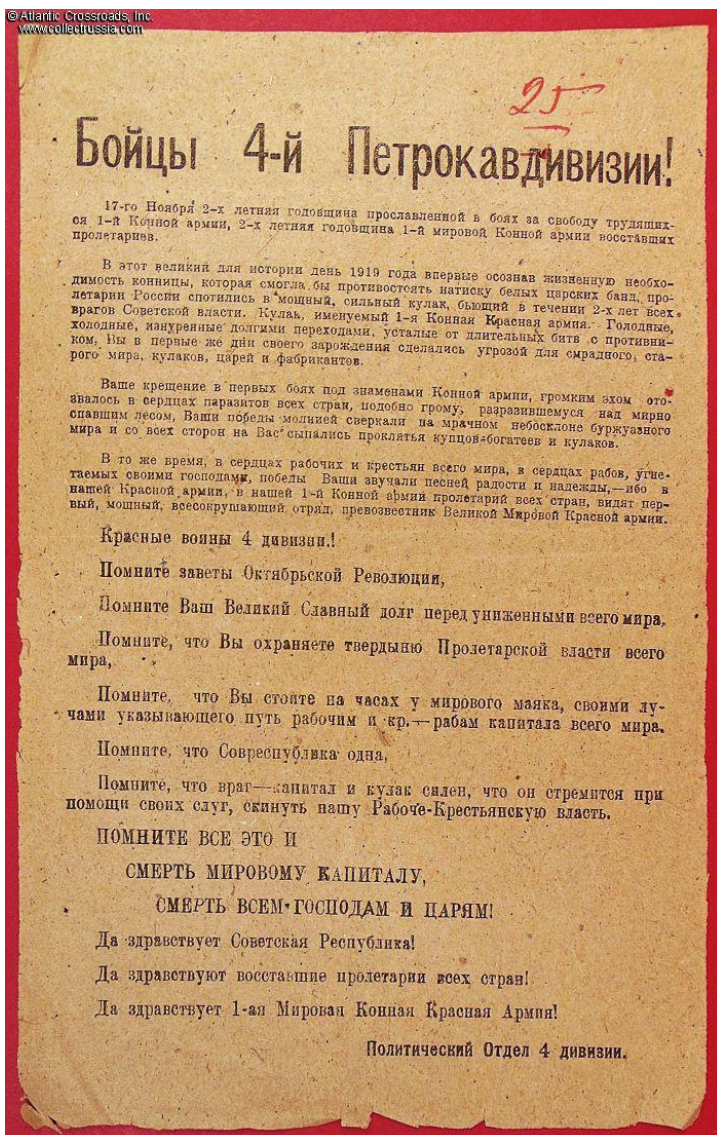 © Atlantic Crossroads, Inc.
www.collectrussia.com
25
Бойцы 4-й Петрокавдивизии!
17-го Ноября 2-х летняя годовщина прославленной в боях за свободу трудящих-
ся 1-й Конной армии, 2-х летняя годовщина 1-й мировой Конной армии восставших
пролетариев.
В этот великий для истории день 1919 года впервые осознав жизненную необхо-
димость конницы, которая смогла бы противостоять натиску белых царских банд, про-
летарии России спотились в мощный, сильный кулак, бьющий в течении 2-х лет всех
врагов Советской власти. Кулак, именуемый 1-я Конная Красная армия. Голодные,
холодные, изнуренные долгими переходами, усталые от длительных битв с противни-
ком, Вы в первые же дни своего зарождения сделались угрозой для смрадного, ста-
рого мира, кулаков, царей и фабрикантов.
Ваше крещение в первых боях под знаменами Конной армии, громким эхом ото-
звалось в сердцах паразитов всех стран, подобно грому, разразившемуся над мирно
спавшим лесом, Ваши победы молнией сверкали на мрачном небосклоне буржуазного
мира и со всех сторон на Вас сыпались проклятья купцов-богатеев и кулаков.
В то же время, в сердцах рабочих и крестьян всего мира, в сердцах рабов, угне-
таемых своими господами, победы Ваши звучали песней радости и надежды,—ибо в
нашей Красной армии, в нашей 1-й Конной армии пролетарий всех стран, видят пер-
вый, мощный, всесокрушающий отряд, превозвестник Великой Мировой Красной армии.
Красные воины 4 дивизии.!
Помните заветы Октябрьской Революции,
Помните Ваш Великий Славный долг перед униженными всего мира,
Помните, что Вы охраняете твердыню Пролетарской власти всего
мира,
Помните, что Вы стоите на часах у мирового маяка, своими лу-
чами указывающего путь рабочим и кр.—рабам капитала всего мира.
Помните, что Совреспублика одна,
Помните, что враг—капитал и кулак силен, что он стремится при
помощи своих слуг, скинуть нашу Рабоче-Крестьянскую власть.
ПОМНИТЕ ВСЕ ЭТО И
СМЕРТЬ МИРОВОМУ КАПИТАЛУ,
СМЕРТЬ ВСЕМ ГОСПОДАМ И ЦАРЯМ!
Да здравствует Советская Республика!
Да здравствуют восставшие пролетарии всех стран!
Да здравствует 1-ая Мировая Конная Красная Армия!
Политический Отдел 4 дивизии.